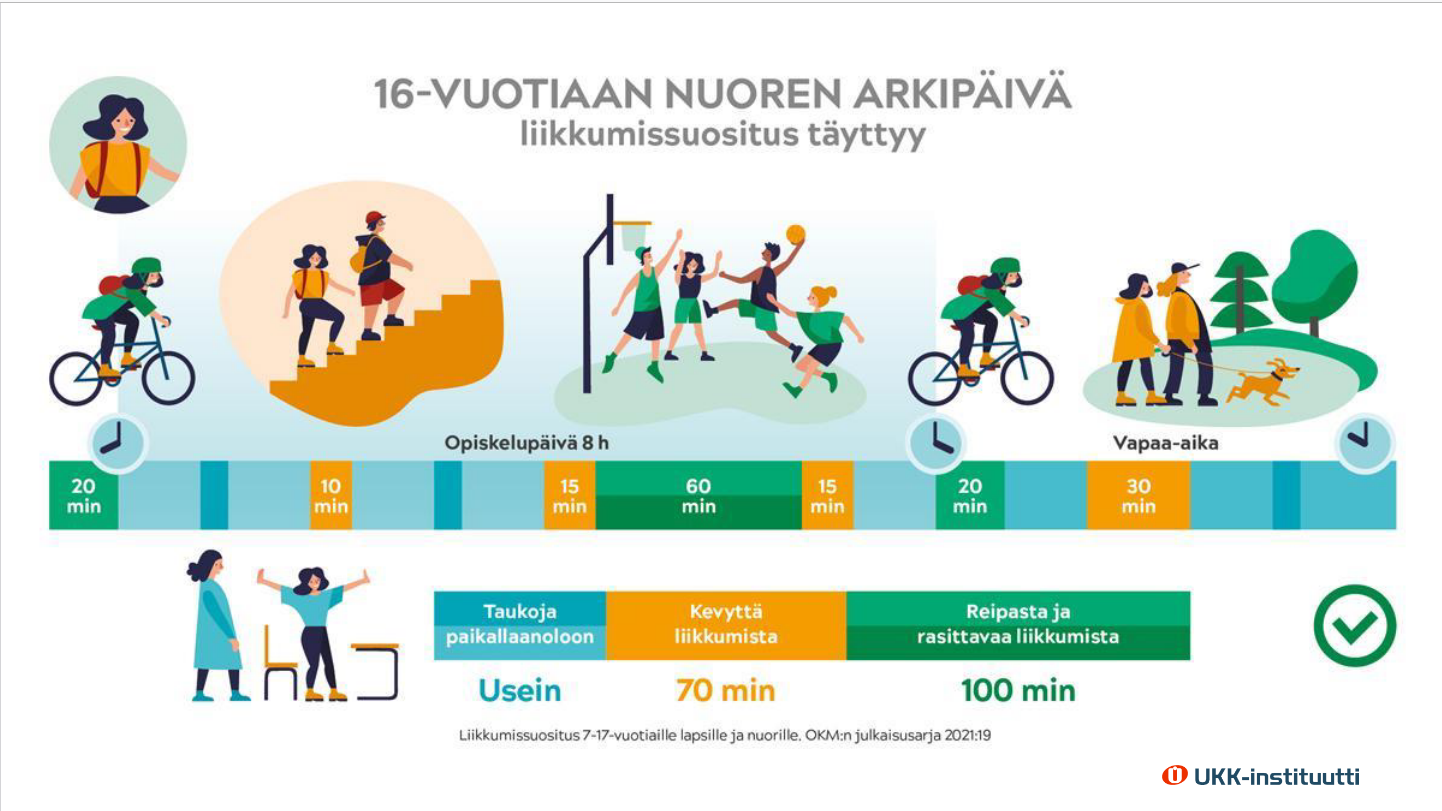 16-VUOTIAAN NUOREN ARKIPÄIVÄ
liikkumissuositus täyttyy
Opiskelupäivä 8 h
Vapaa-aika
20
min
10
min
15
min
60
min
15
min
20
min
30
min
Taukoja
paikallaanoloon
Kevyttä
liikkumista
Reipasta ja
rasittavaa liikkumista
Usein
70 min
100 min
Liikkumissuositus 7-17-vuotiaille lapsille ja nuorille. OKM:n julkaisusarja 2021:19
UKK-instituutti